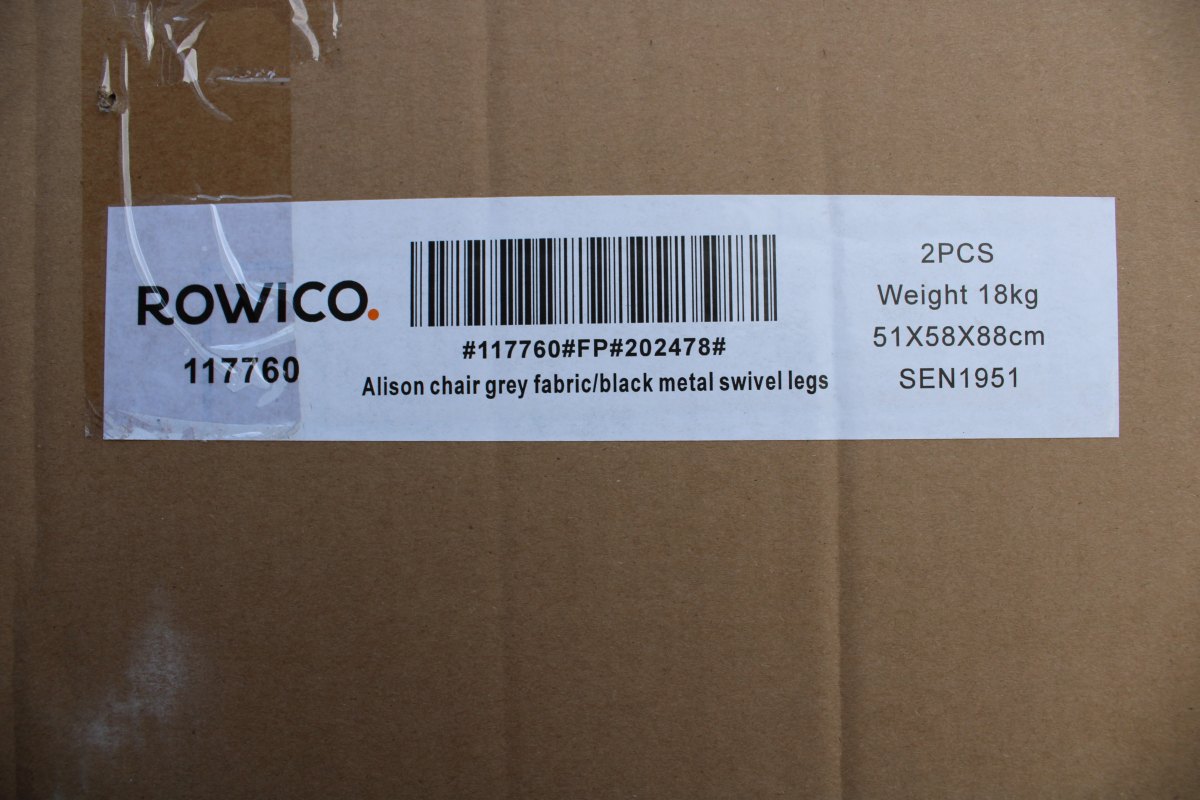 ROWICO.
117760
#117760#FP#202478#
Alison chair grey fabric/black metal swivel legs
2PCS
Weight 18kg
51X58X88cm
SEN1951